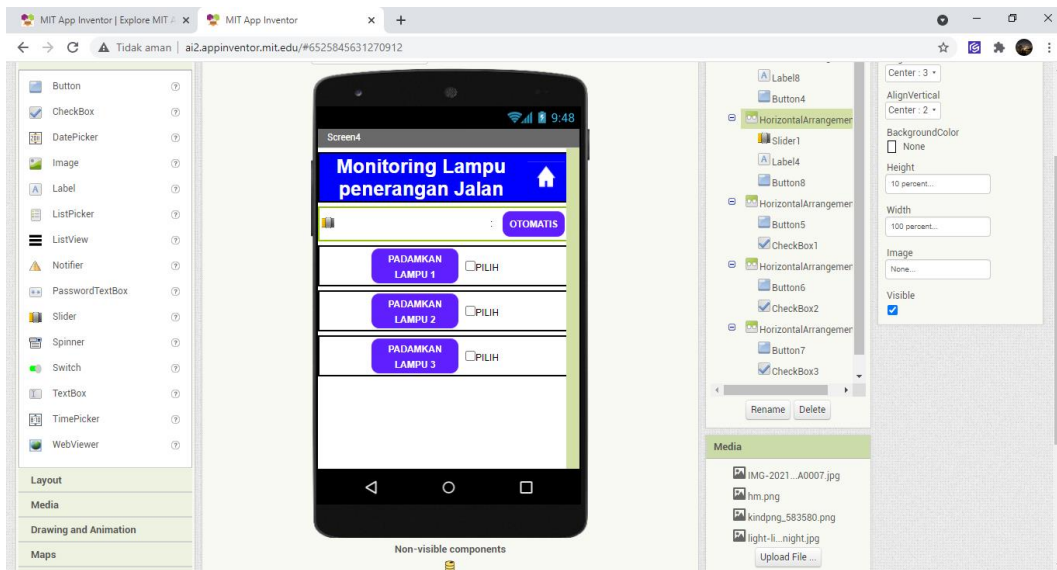 MIT App Inventor | Explore MIT A
MIT App Inventor
Tidak aman
ai2.appinventor.mit.edu/#6525845631270912
Button
CheckBox
DatePicker
Image
Label
ListPicker
ListView
Notifier
PasswordTextBox
Slider
Spinner
Switch
TextBox
TimePicker
WebViewer
Layout
Media
Drawing and Animation
Maps
9:48
Screen4
Monitoring Lampu
penerangan Jalan
:
OTOMATIS
PADAMKAN
LAMPU 1
PILIH
PADAMKAN
LAMPU 2
PILIH
PADAMKAN
LAMPU 3
PILIH
Non-visible components
Label8
Button4
HorizontalArrangemer
Slider1
Label4
Button8
HorizontalArrangemer
Button5
CheckBox1
HorizontalArrangemer
Button6
CheckBox2
HorizontalArrangemer
Button7
CheckBox3
Rename
Delete
Media
IMG-2021...A0007.jpg
hm.png
kindpng_583580.png
light-li...night.jpg
Upload File ...
Center : 3
AlignVertical
Center : 2
BackgroundColor
None
Height
10 percent...
Width
100 percent...
Image
None...
Visible